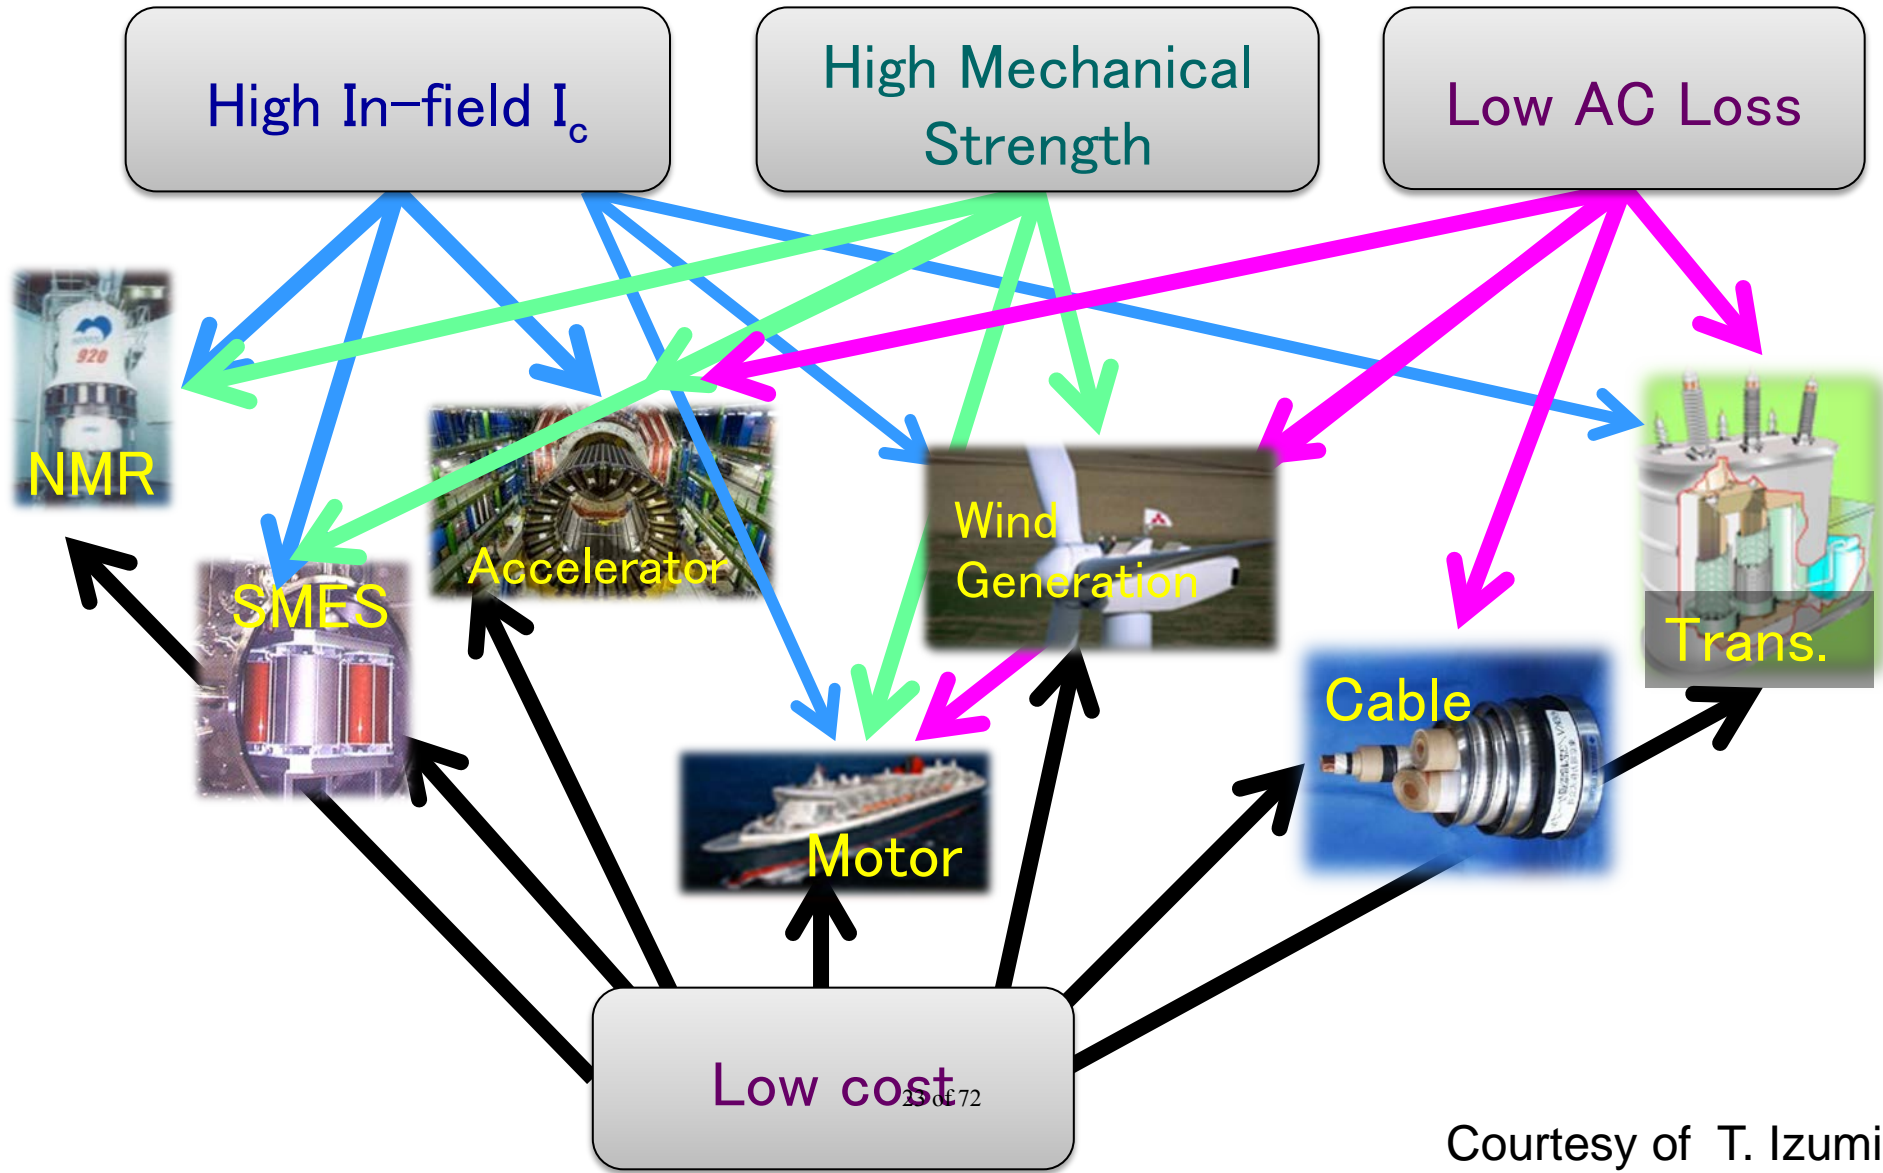 High In-field Ic
High Mechanical
Strength
Low AC Loss
920
NMR
SMES
Accelerator
Wind
Generation
Motor
Cable
Trans.
Low cost
23 of 72
Courtesy of T. Izumi